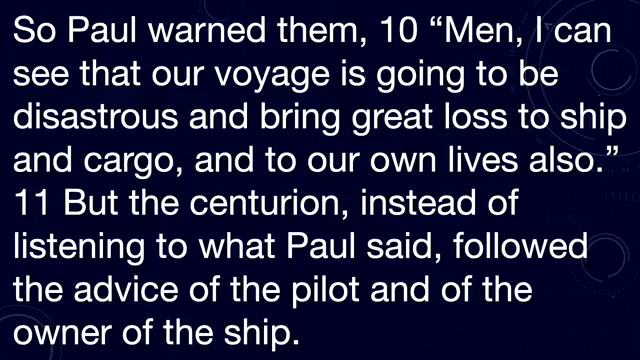 So Paul warned them, 10 “Men, I can
see that our voyage is going to be
disastrous and bring great loss to ship
and cargo, and to our own lives also.”
11 But the centurion, instead of
listening to what Paul said, followed
the advice of the pilot and of the
owner of the ship.